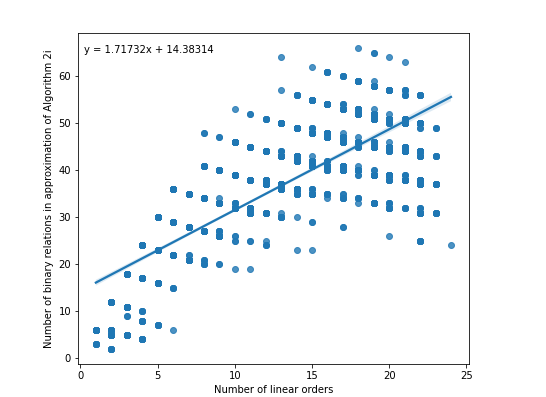 y = 1.71732x + 14.38314
Number of binary relations in approximation of Algorithm 2i
60
50
40
30
20
10
0
0 5 10 15 20 25
Number of linear orders